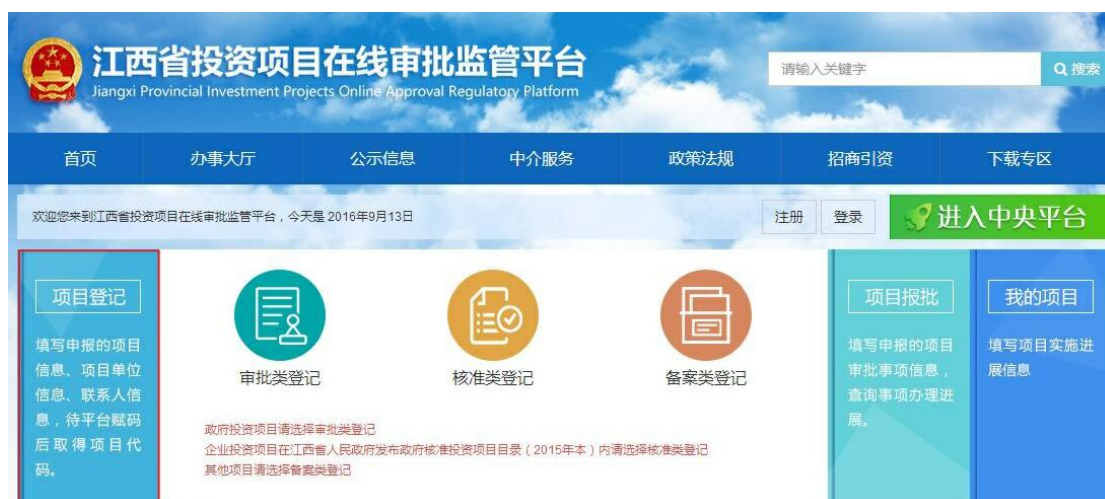 江西省投资项目在线审批监管平台
Jiangxi Provincial Investment Projects Online Approval Regulatory Platform
请输入关键字
搜索
首页
办事大厅
公示信息
中介服务
政策法规
招商引资
下载专区
欢迎您来到江西省投资项目在线审批监管平台，今天是 2016年9月13日
注册
登录
进入中央平台
项目登记
填写申报的项目
信息、项目单位
信息、联系人信
息，待平台赋码
后取得项目代
码。
审批类登记
核准类登记
备案类登记
政府投资项目请选择审批类登记
企业投资项目在江西省人民政府发布政府核准投资项目目录（2015年本）内请选择核准类登记
其他项目请选择备案类登记
项目报批
填写申报的项目
审批事项信息，
查询事项办理进
展。
我的项目
填写项目实施进
展信息